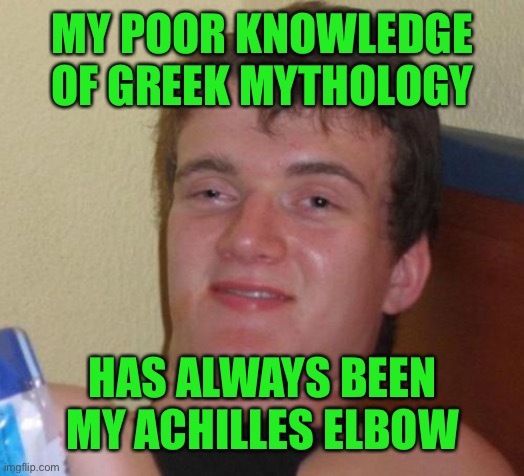 MY POOR KNOWLEDGE
OF GREEK MYTHOLOGY
HAS ALWAYS BEEN
MY ACHILLES ELBOW
imgflip.com